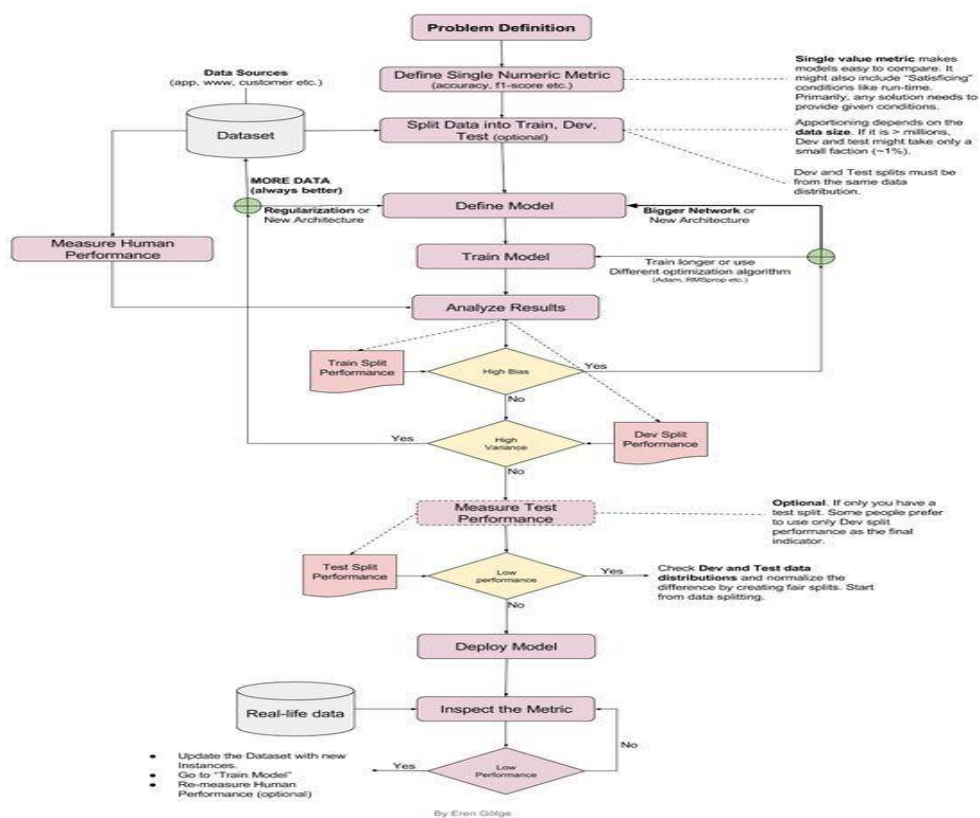 Problem Definition
Data Sources
(app, www, customer etc.)
Define Single Numeric Metric
(accuracy, f1-score etc.)
Single value metric makes
models easy to compare. It
might also include "Satisficing"
conditions like run-time.
Primarily, any solution needs to
provide given conditions.
Dataset
Split Data into Train, Dev,
Test (optional)
Apportioning depends on the
data size. If it is > millions,
Dev and test might take only a
small faction (~1%).
Dev and Test splits must be
from the same data
distribution.
MORE DATA
(always better)
Regularization or
New Architecture
Define Model
Bigger Network or
New Architecture
Measure Human
Performance
Train Model
Train longer or use
Different optimization algorithm
(Adam, RMSprop etc.)
Analyze Results
Train Split
Performance
High Bias
Yes
No
Yes
High
Variance
Dev Split
Performance
No
Measure Test
Performance
Optional. If only you have a
test split. Some people prefer
to use only Dev split
performance as the final
indicator.
Test Split
Performance
Low
performance
Yes
Check Dev and Test data
distributions and normalize the
difference by creating fair splits. Start
from data splitting.
No
Deploy Model
Real-life data
Inspect the Metric
No
• Update the Dataset with new
Instances.
• Go to "Train Model"
• Re-measure Human
Performance (optional)
Yes
Low
Performance
By Eren Gölge